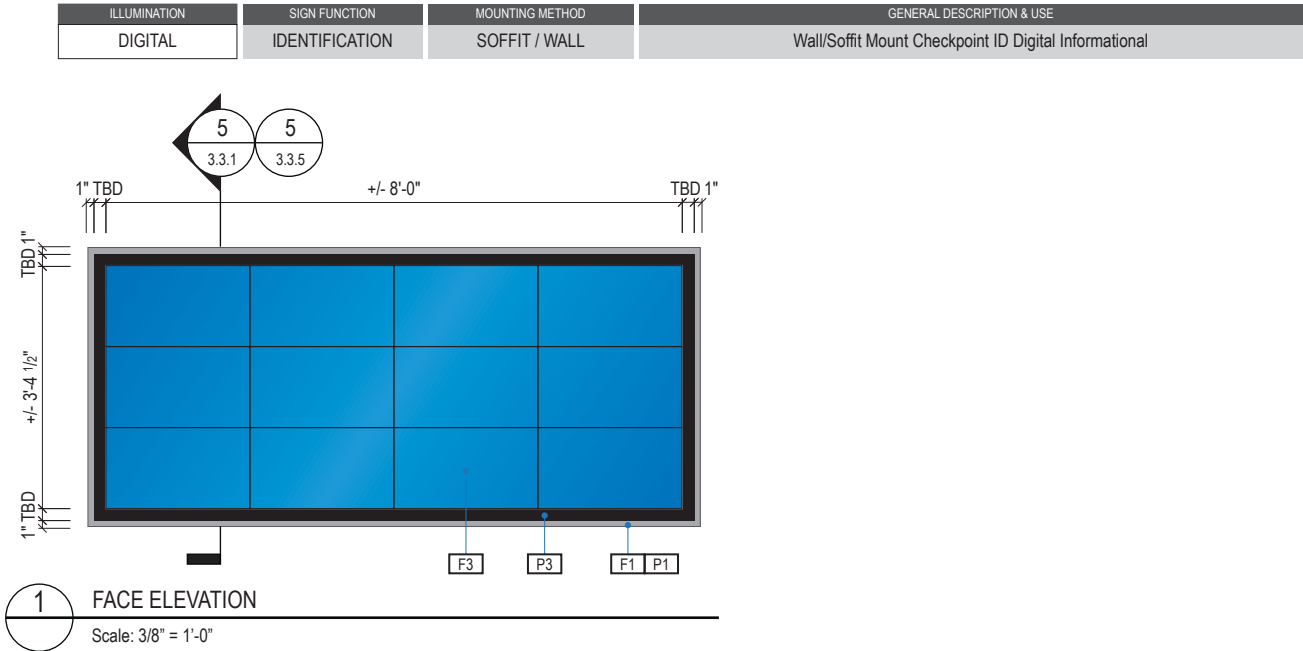 ILLUMINATION SIGN FUNCTION MOUNTING METHOD GENERAL DESCRIPTION & USE
DIGITAL IDENTIFICATION SOFFIT / WALL Wall/Soffit Mount Checkpoint ID Digital Informational
5 5
3.3.1 3.3.5
1" TBD +/- 8'-0" TBD 1"
TBD 1"
+/- 3'-4 1/2"
1" TBD
F3 P3 F1 P1
1 FACE ELEVATION
Scale: 3/8” = 1’-0”